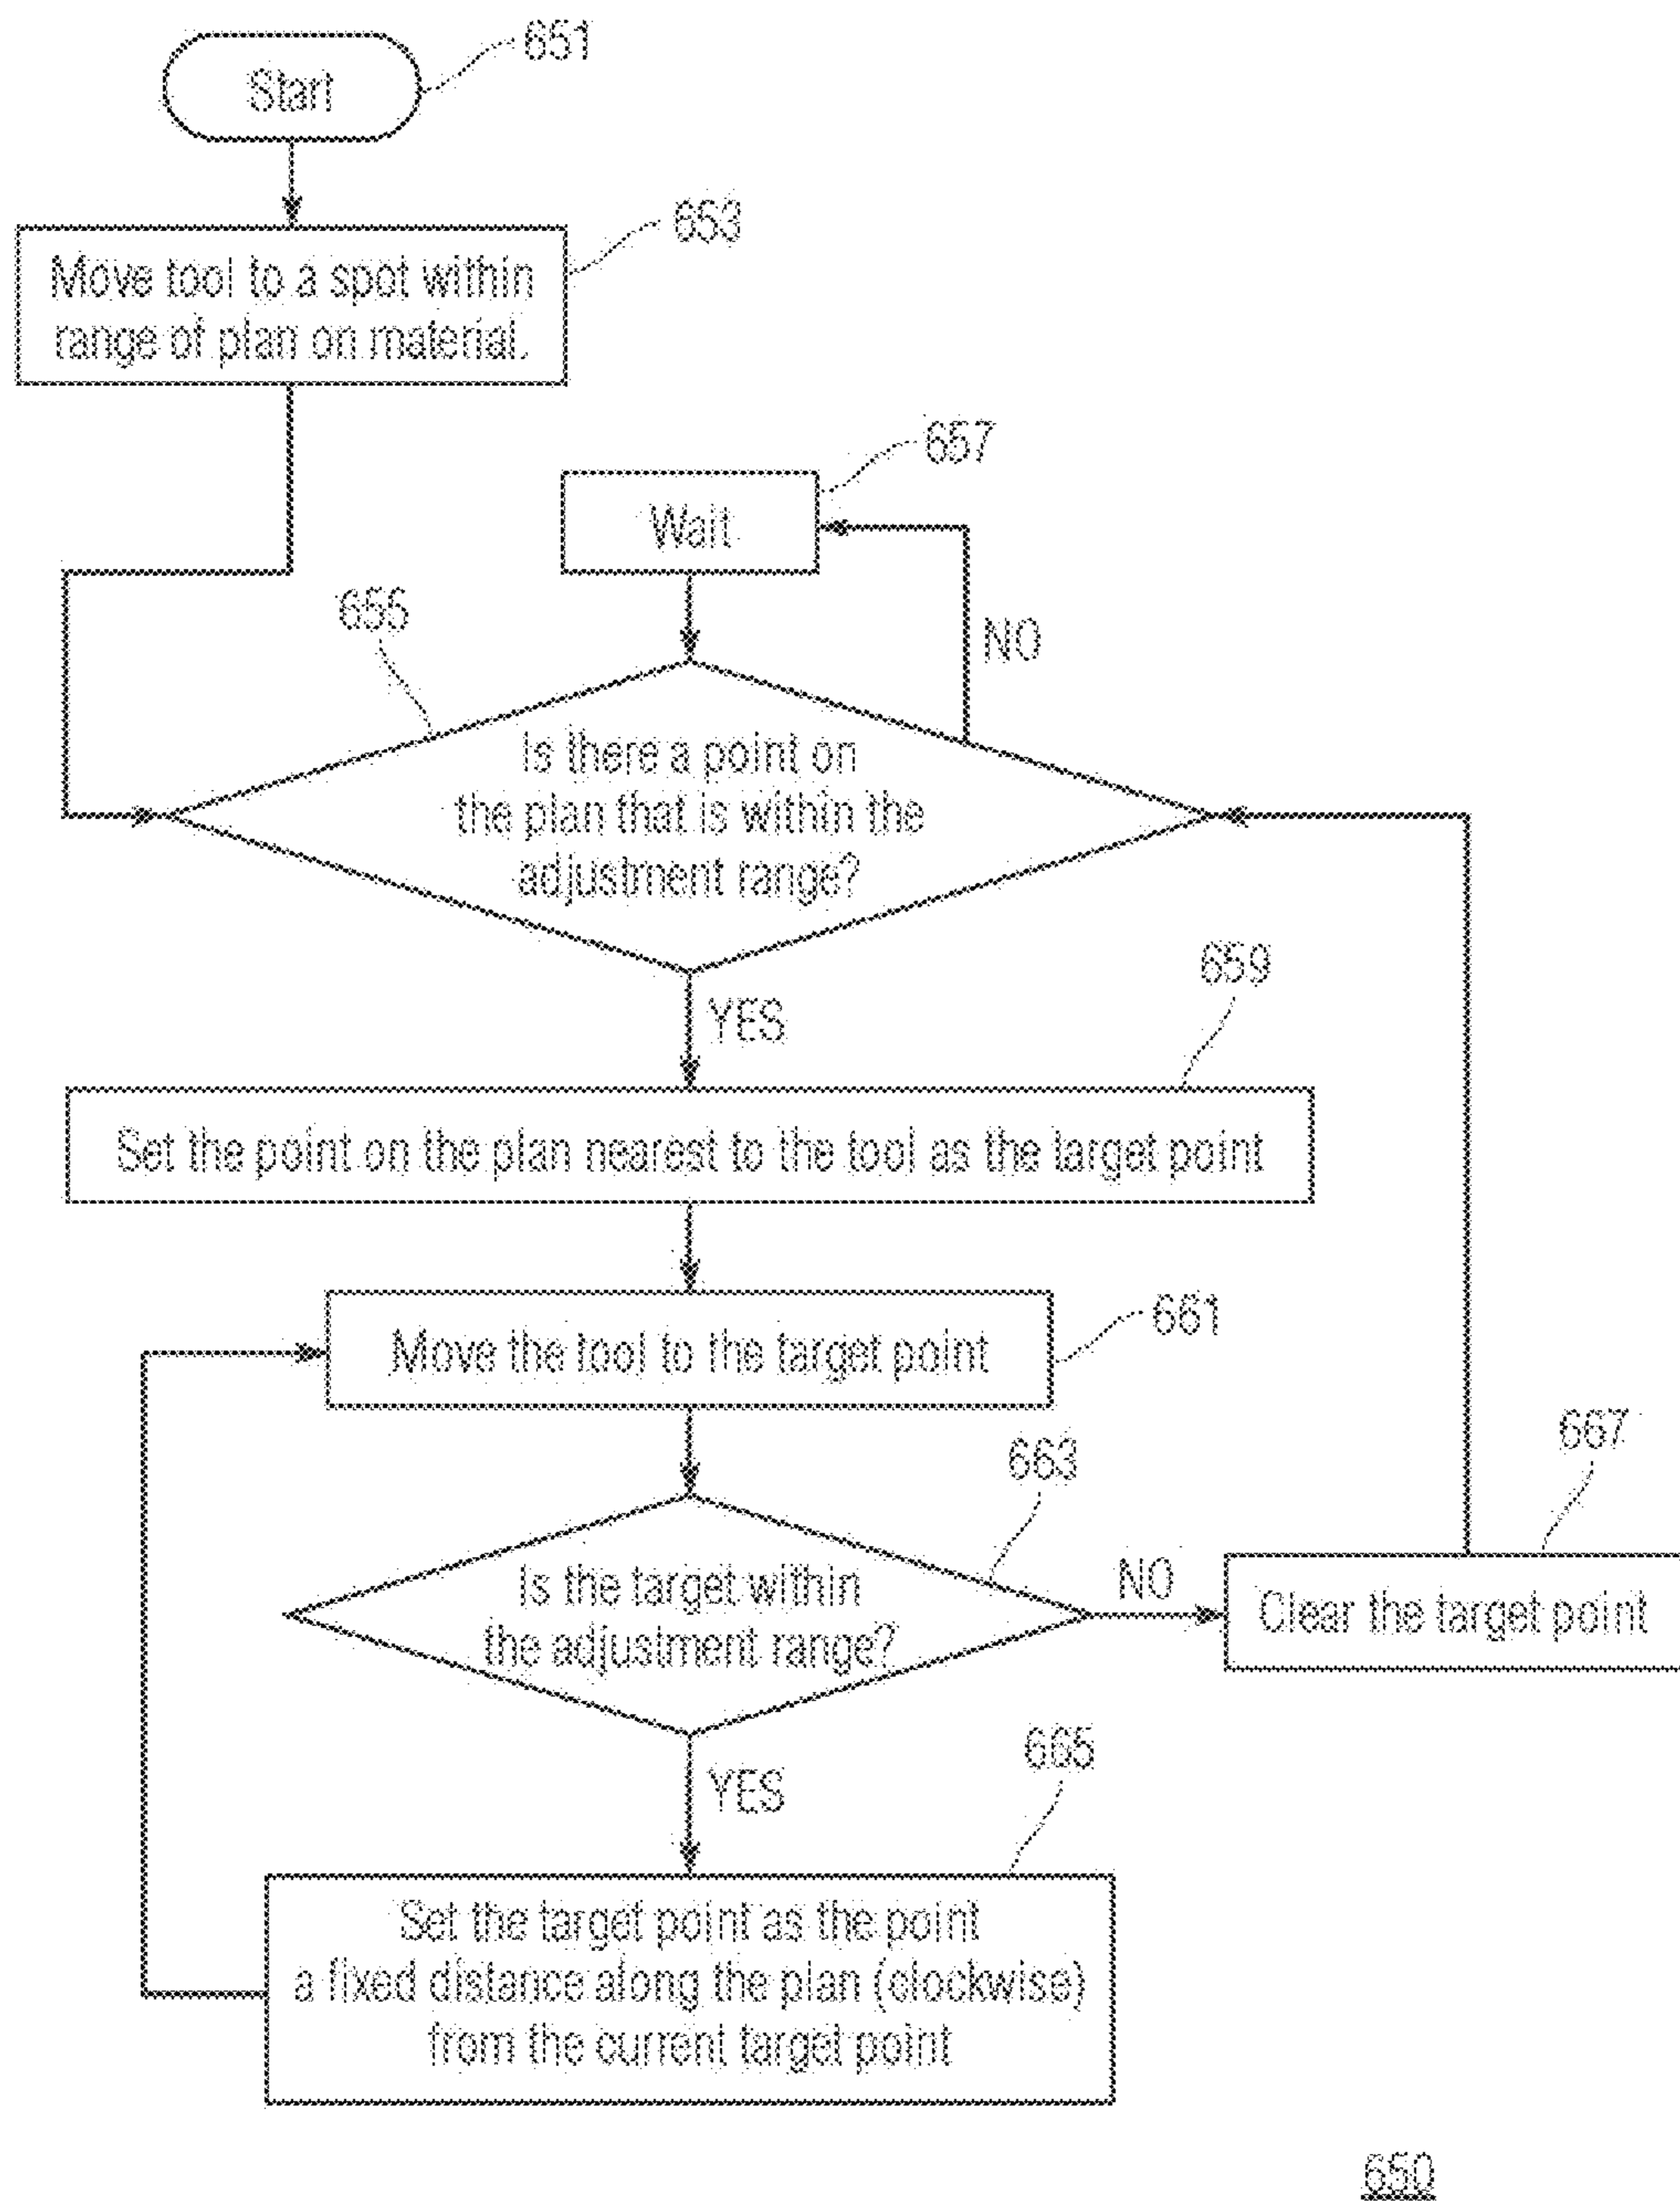 651
Start
653
Move tool to a spot within
range of plan on material.
657
Wait
655
NO
Is there a point on
the plan that is within the
adjustment range?
659
YES
Set the point on the plan nearest to the tool as the target point
661
Move the tool to the target point
663
667
Is the target within
the adjustment range?
NO
Clear the target point
665
YES
Set the target point as the point
a fixed distance along the plan (clockwise)
from the current target point
650